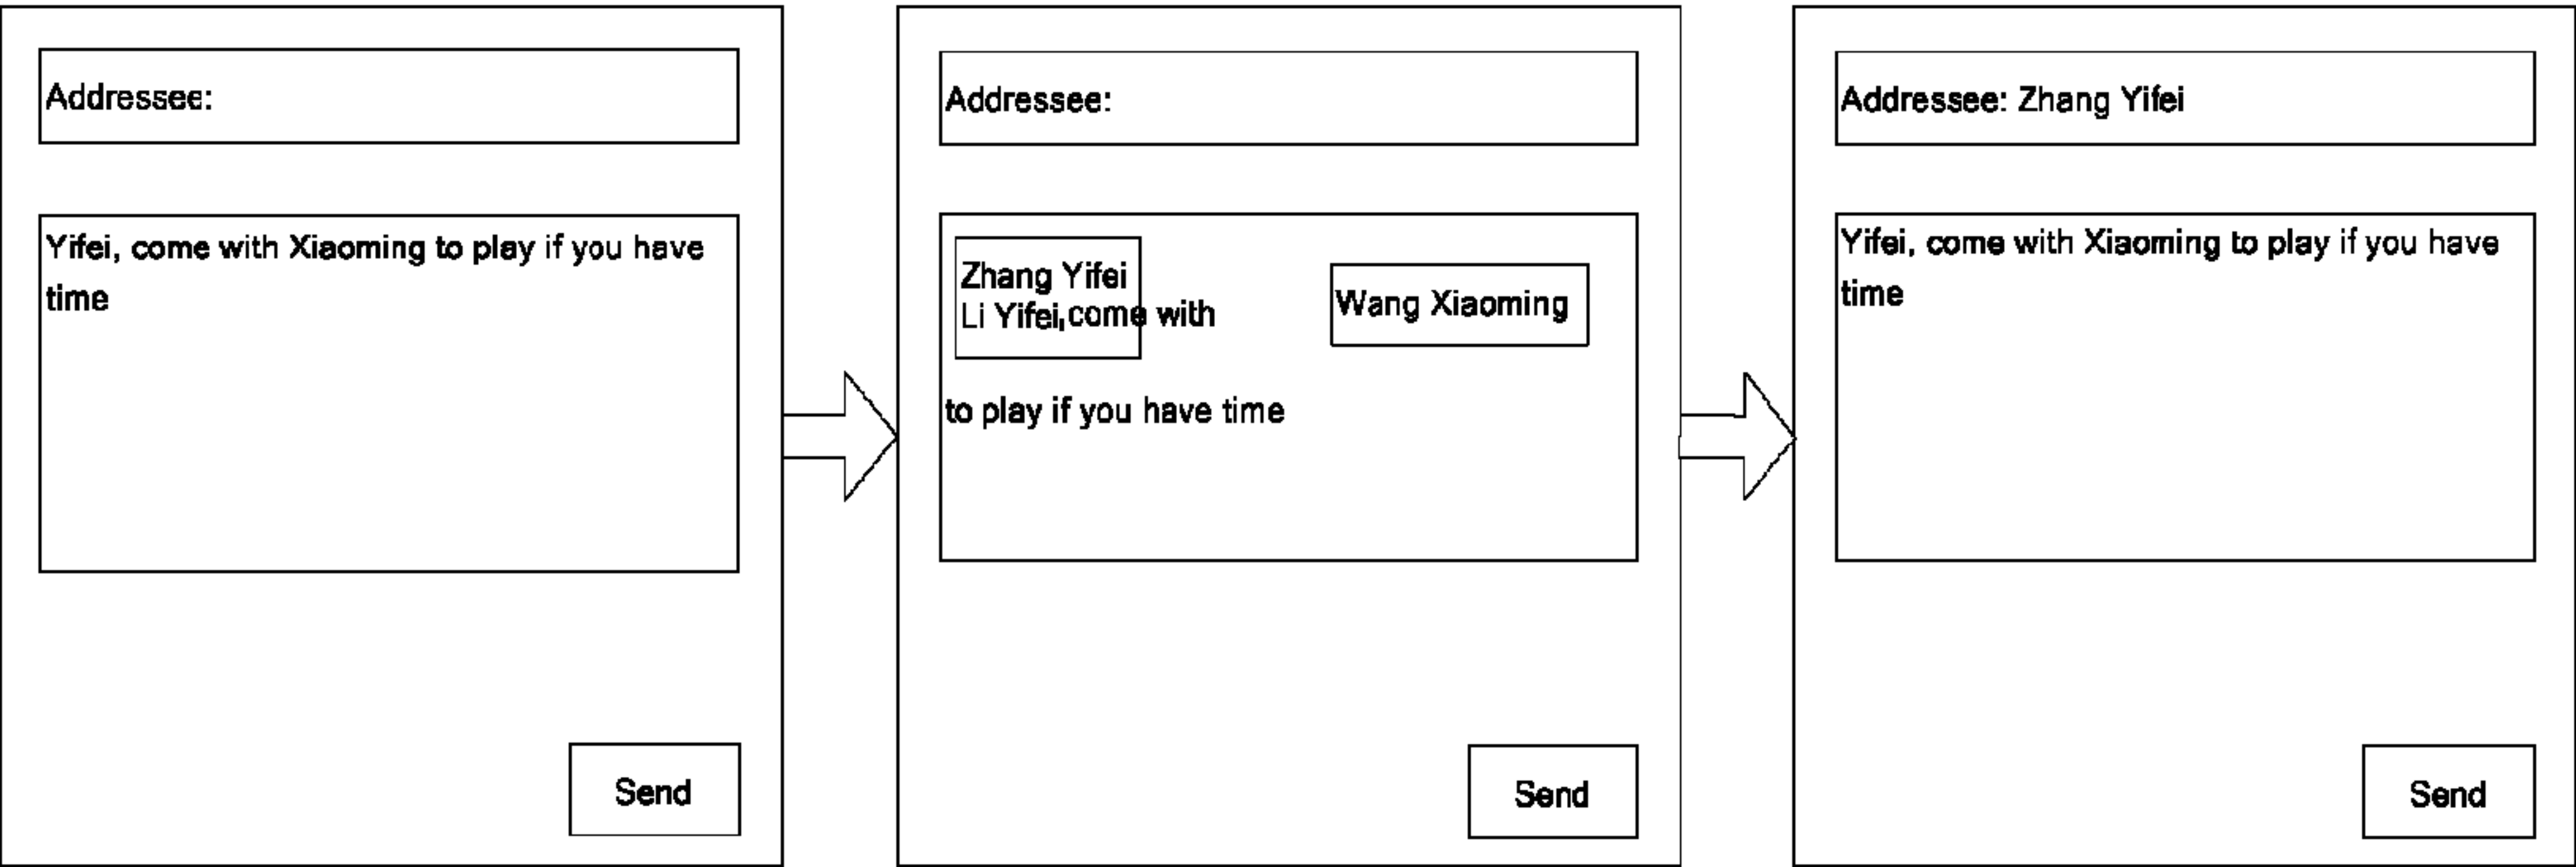 Addressee:
Yifei, come with Xiaoming to play if you have
time
Send
Addressee:
Zhang Yifei
Li Yifei, come with
Wang Xiaoming
to play if you have time
Send
Addressee: Zhang Yifei
Yifei, come with Xiaoming to play if you have
time
Send